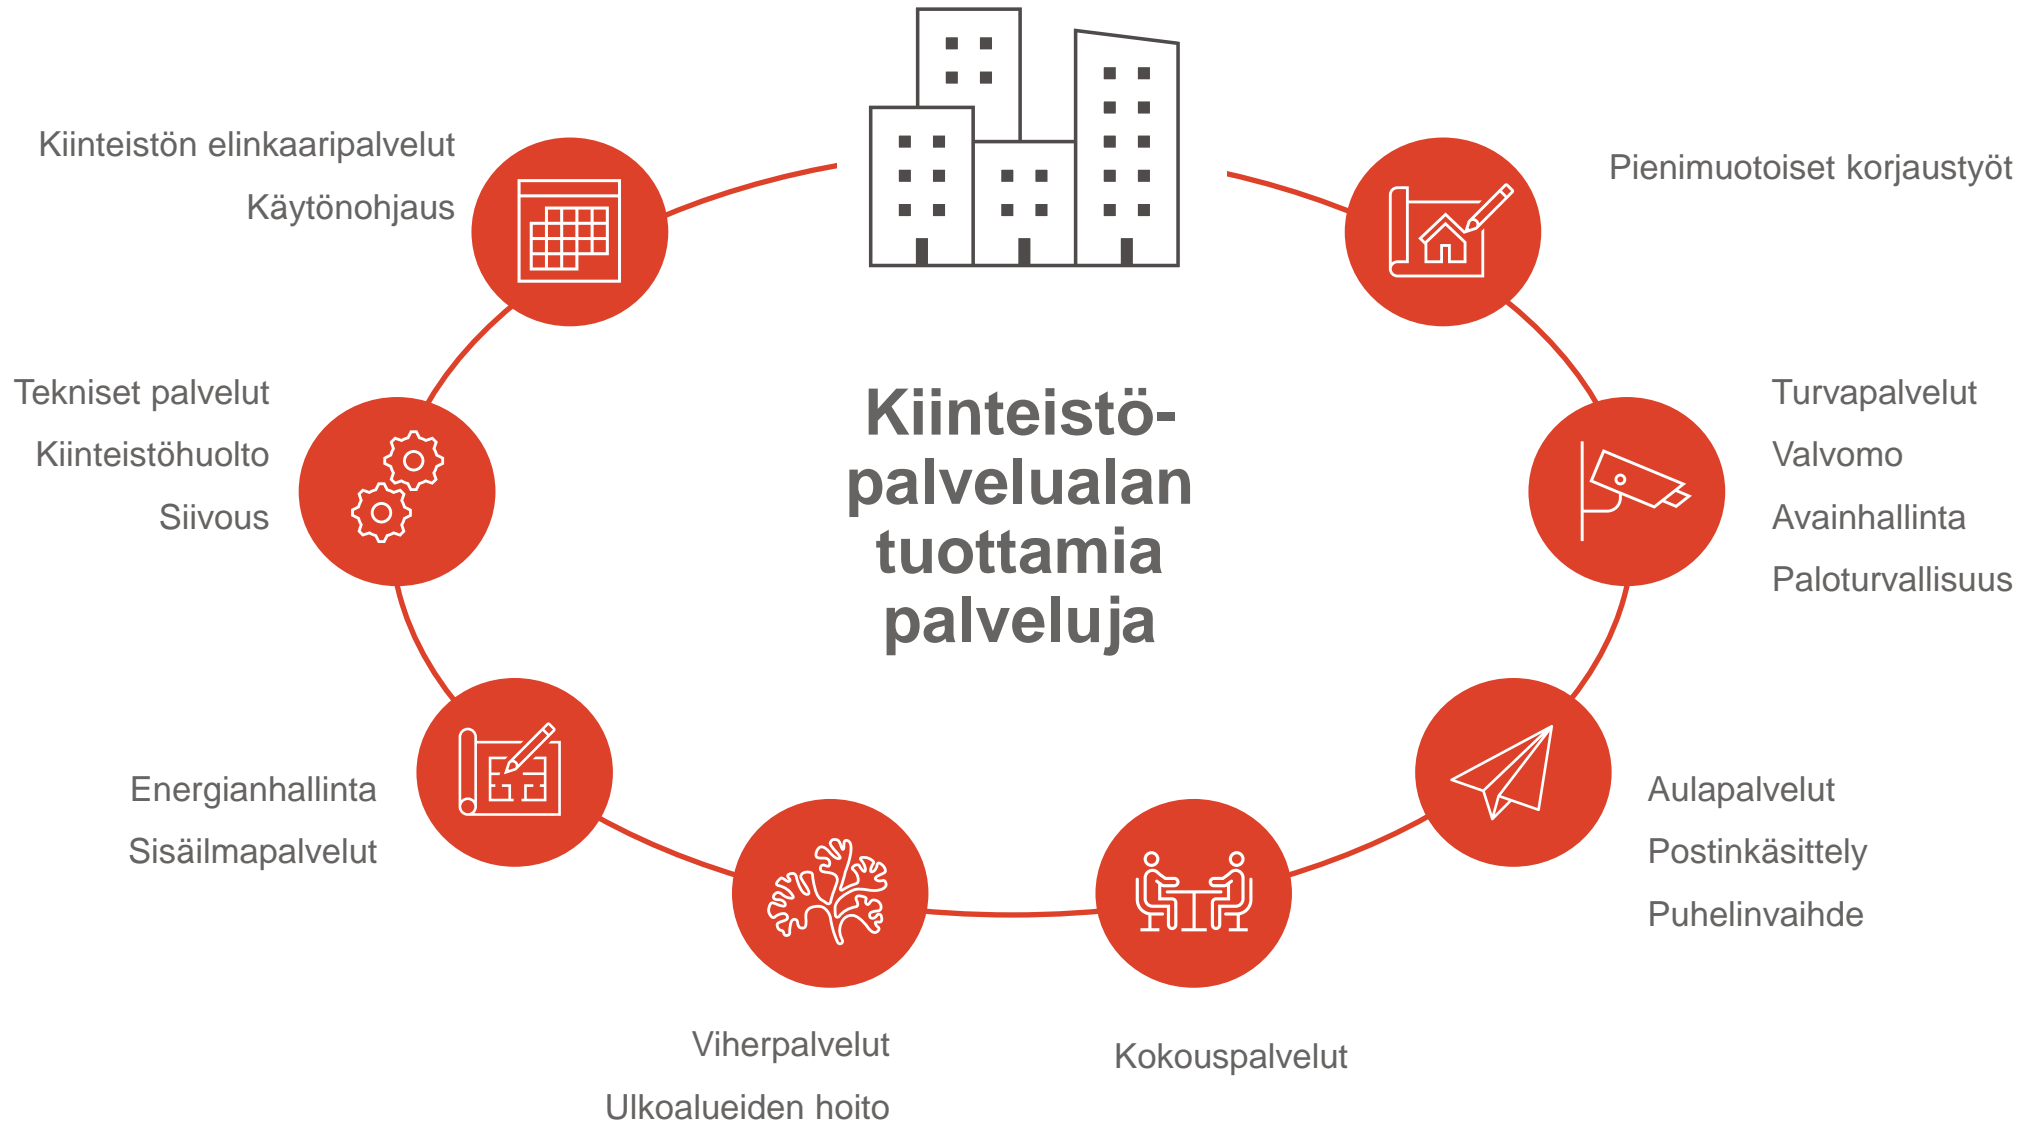 Kiinteistön elinkaaripalvelut
Käytönohjaus
Pienimuotoiset korjaustyöt
Tekniset palvelut
Kiinteistöhuolto
Siivous
Kiinteistö-
palvelualan
tuottamia
palveluja
Turvapalvelut
Valvomo
Avainhallinta
Paloturvallisuus
Energianhallinta
Sisäilmapalvelut
Aulapalvelut
Postinkäsittely
Puhelinvaihde
Viherpalvelut
Ulkoalueiden hoito
Kokouspalvelut